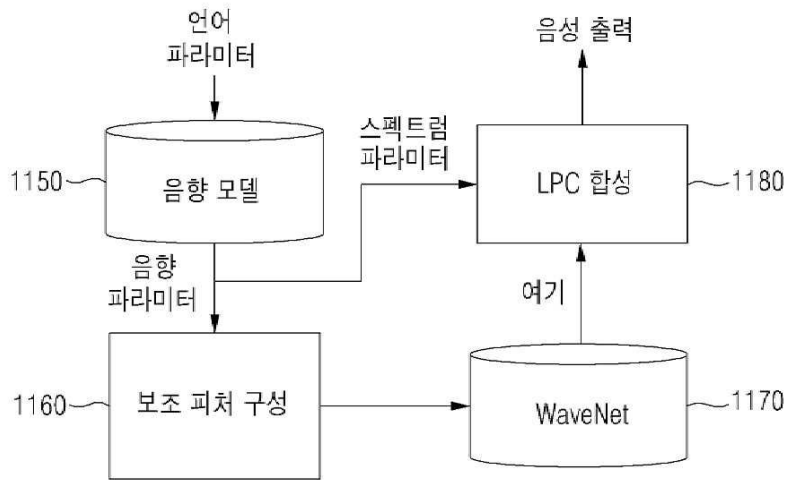 언어
파라미터
음성 출력
스펙트럼
파라미터
1150
음향 모델
LPC 합성
1180
음향
파라미터
여기
1160
보조 피처 구성
WaveNet
1170